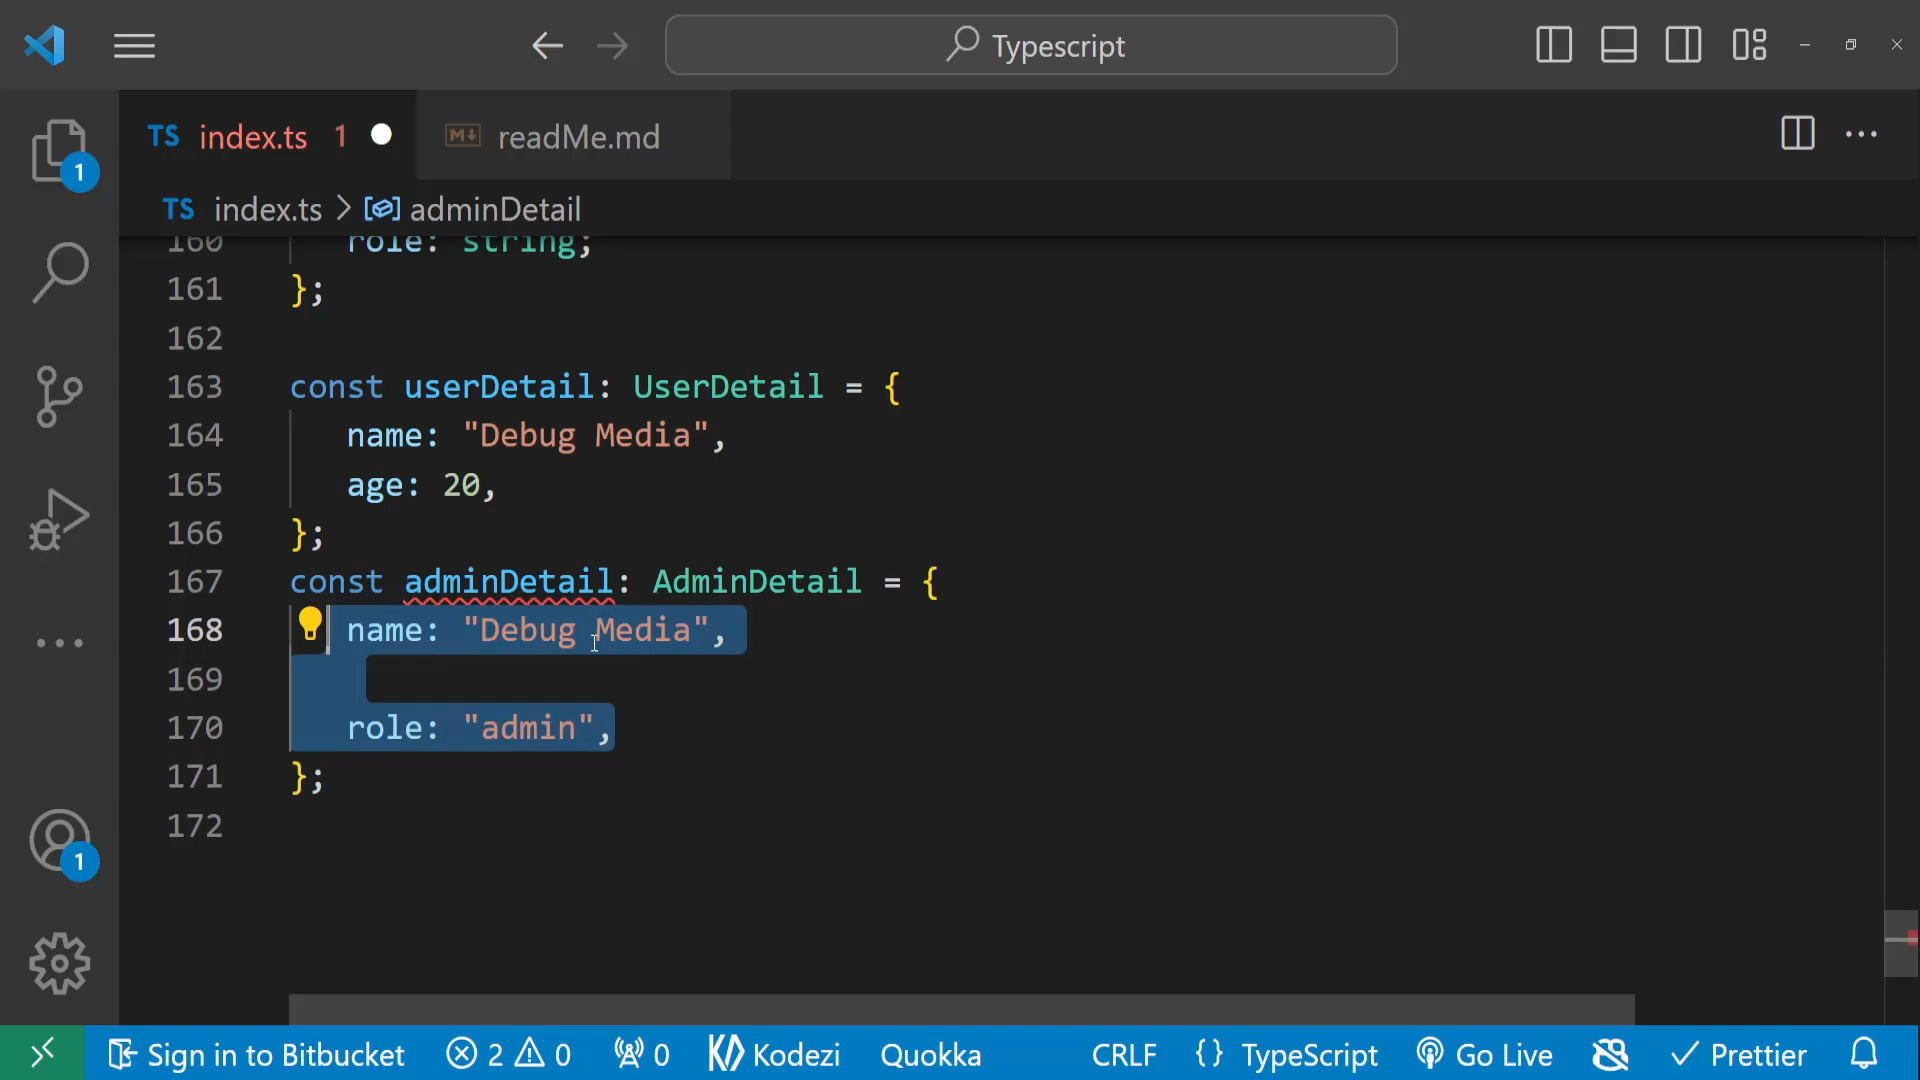 Typescript
TS index.ts 1
readMe.md
TS index.ts > adminDetail
160 role: string;
161 };
162
163 const userDetail: UserDetail = {
164 name: "Debug Media",
165 age: 20,
166 };
167 const adminDetail: AdminDetail = {
168 name: "Debug Media",
169
170 role: "admin",
171 };
172
1
1
Sign in to Bitbucket 2 0 0 Kodezi Quokka CRLF {} TypeScript Go Live Prettier